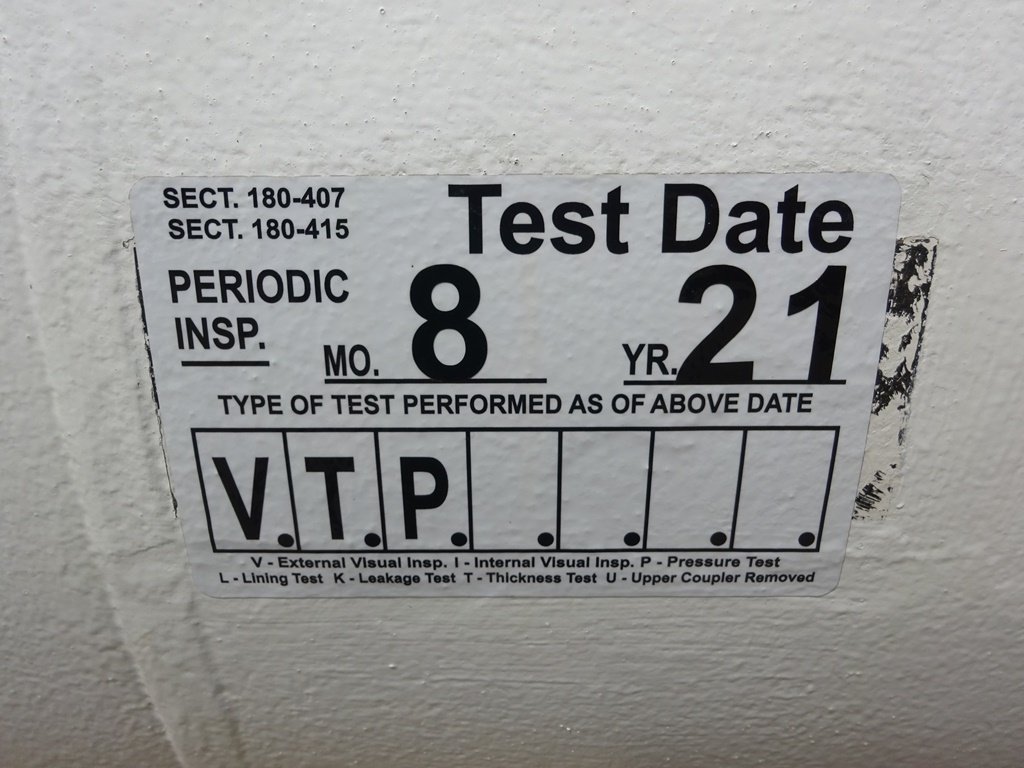 SECT. 180-407
SECT. 180-415
Test Date
PERIODIC
INSP.
MO. 8
YR. 21
TYPE OF TEST PERFORMED AS OF ABOVE DATE
V. T. P. . . . .
V - External Visual Insp. I - Internal Visual Insp. P - Pressure Test
L - Lining Test K - Leakage Test T - Thickness Test U - Upper Coupler Removed